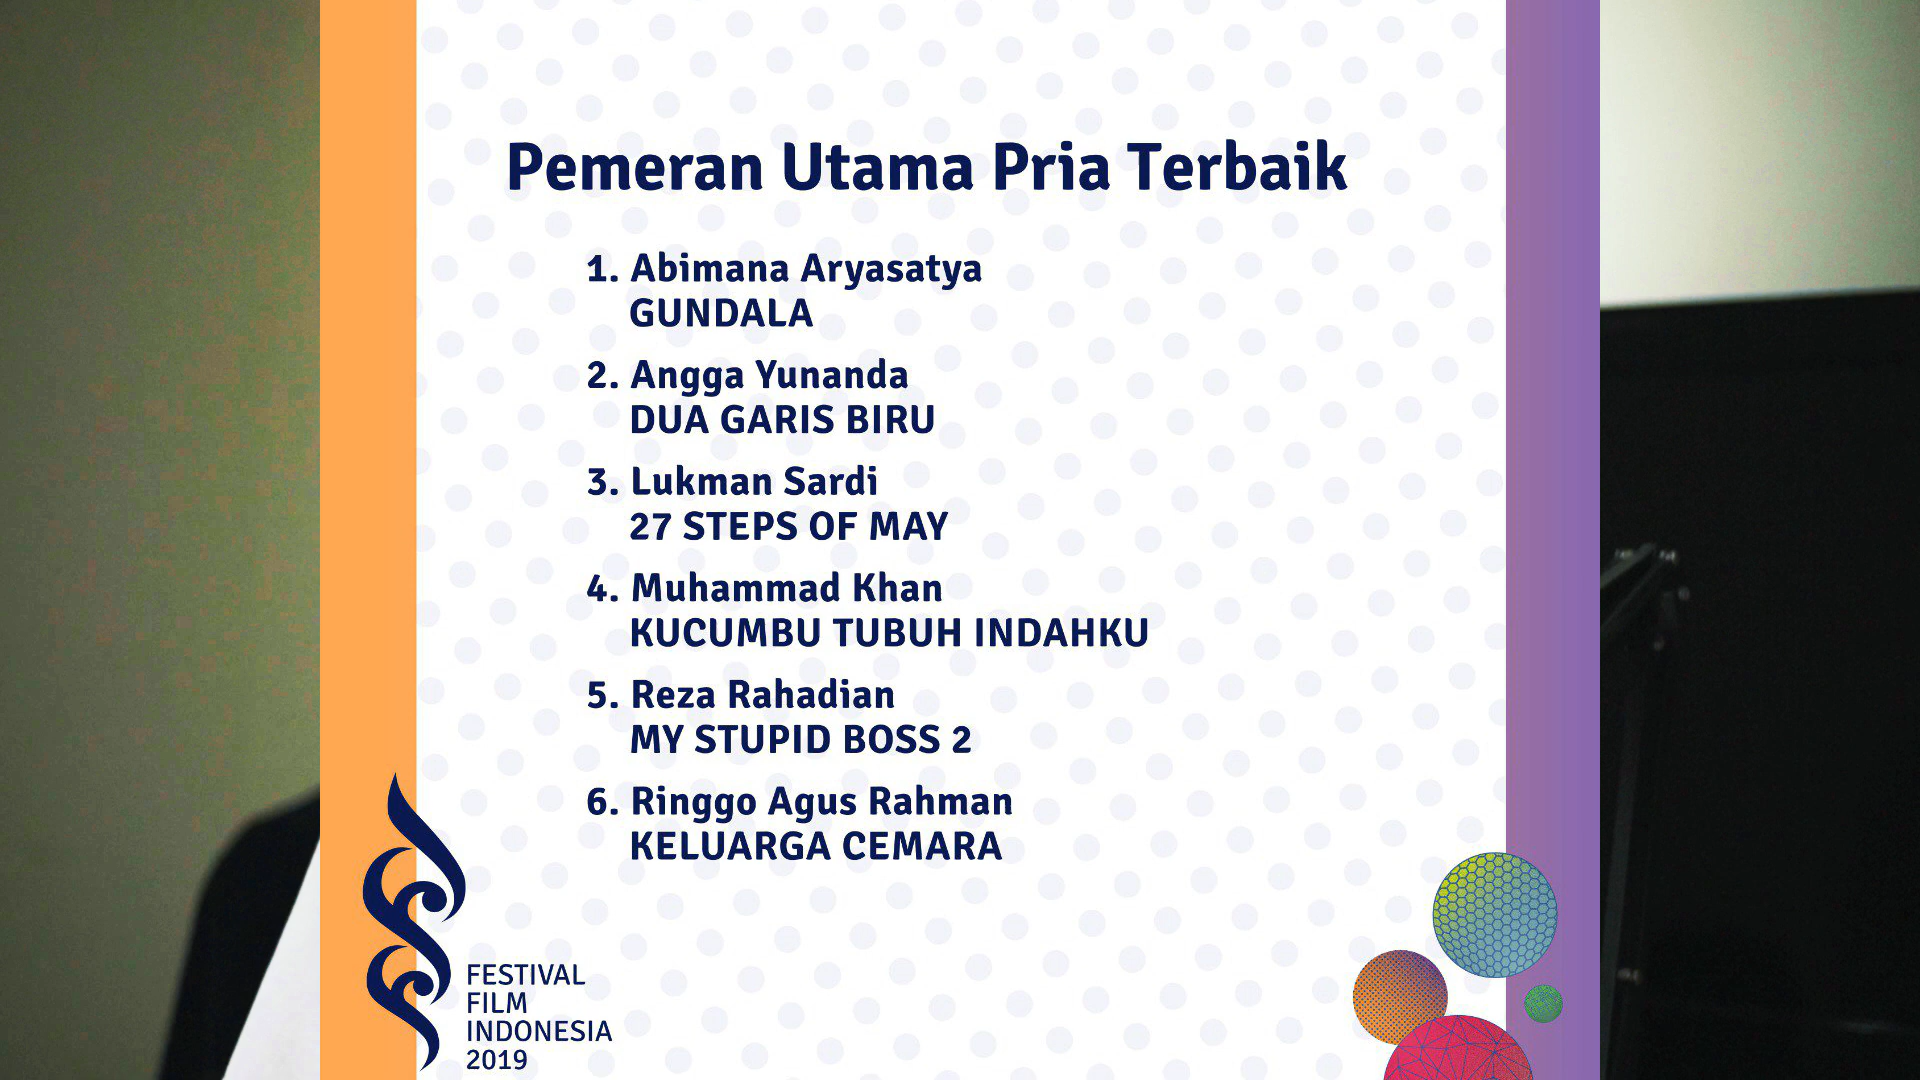 Pemeran Utama Pria Terbaik
1. Abimana Aryasatya
GUNDALA
2. Angga Yunanda
DUA GARIS BIRU
3. Lukman Sardi
27 STEPS OF MAY
4. Muhammad Khan
KUCUMBU TUBUH INDAHKU
5. Reza Rahadian
MY STUPID BOSS 2
6. Ringgo Agus Rahman
KELUARGA CEMARA
FESTIVAL
FILM
INDONESIA
2019